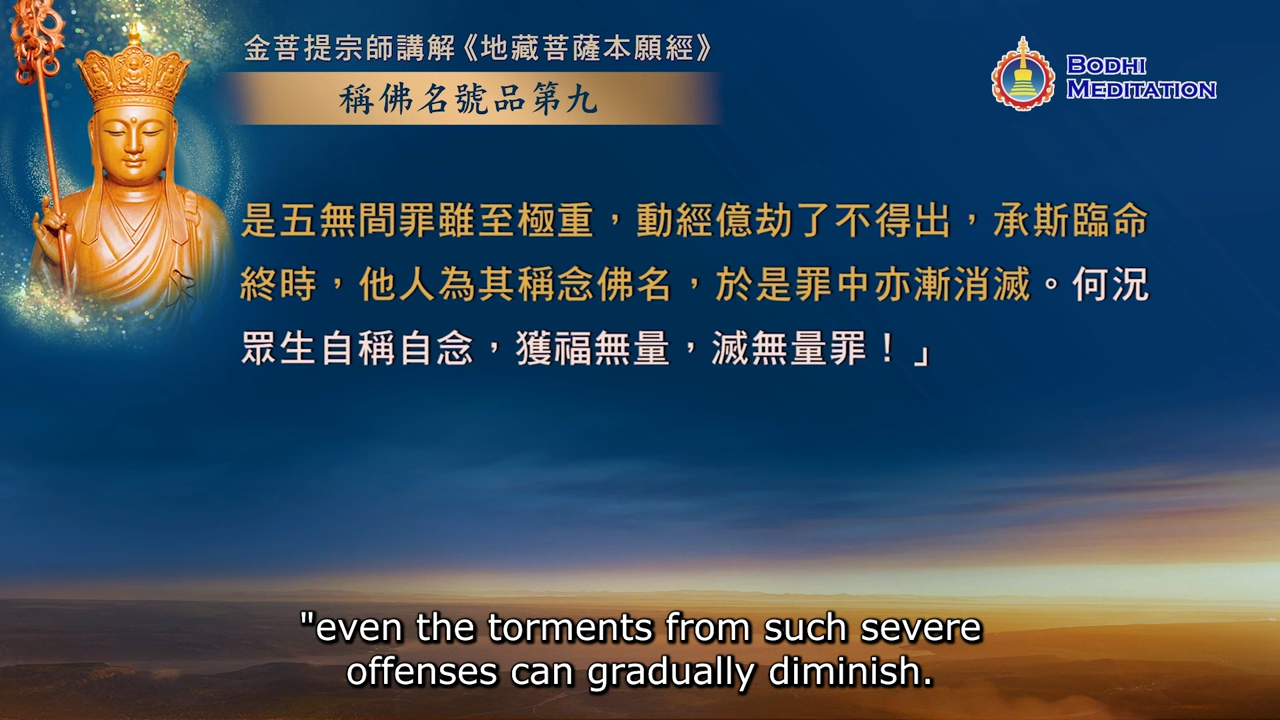 金菩提宗師講解《地藏菩薩本願經》
稱佛名號品第九
BODHI
MEDITATION
是五無間罪雖至極重，動經億劫了不得出，承斯臨命
終時，他人為其稱念佛名，於是罪中亦漸消滅。何況
眾生自稱自念，獲福無量，滅無量罪！」
"even the torments from such severe
offenses can gradually diminish.